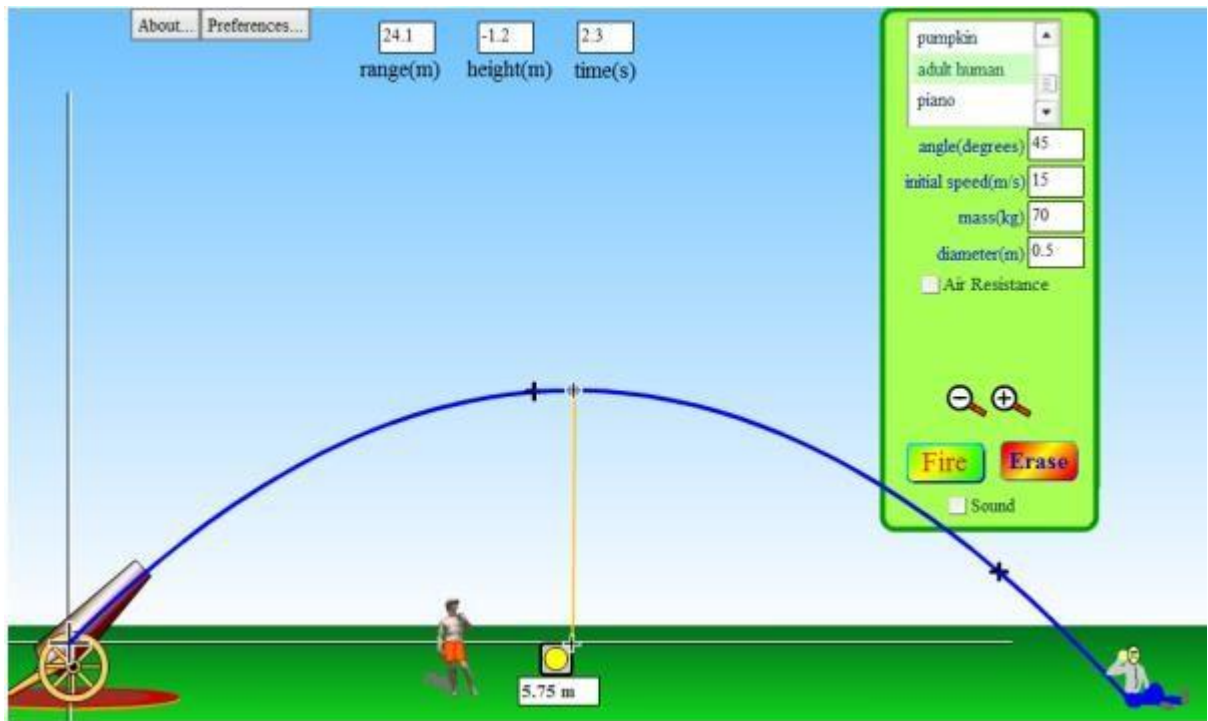 About... Preferences...
24.1 -1.2 2.3
range(m) height(m) time(s)
pumpkin
adult human
piano
angle(degrees) 45
initial speed(m/s) 15
mass(kg) 70
diameter(m) 0.5
Air Resistance
Fire Erase
Sound
5.75 m